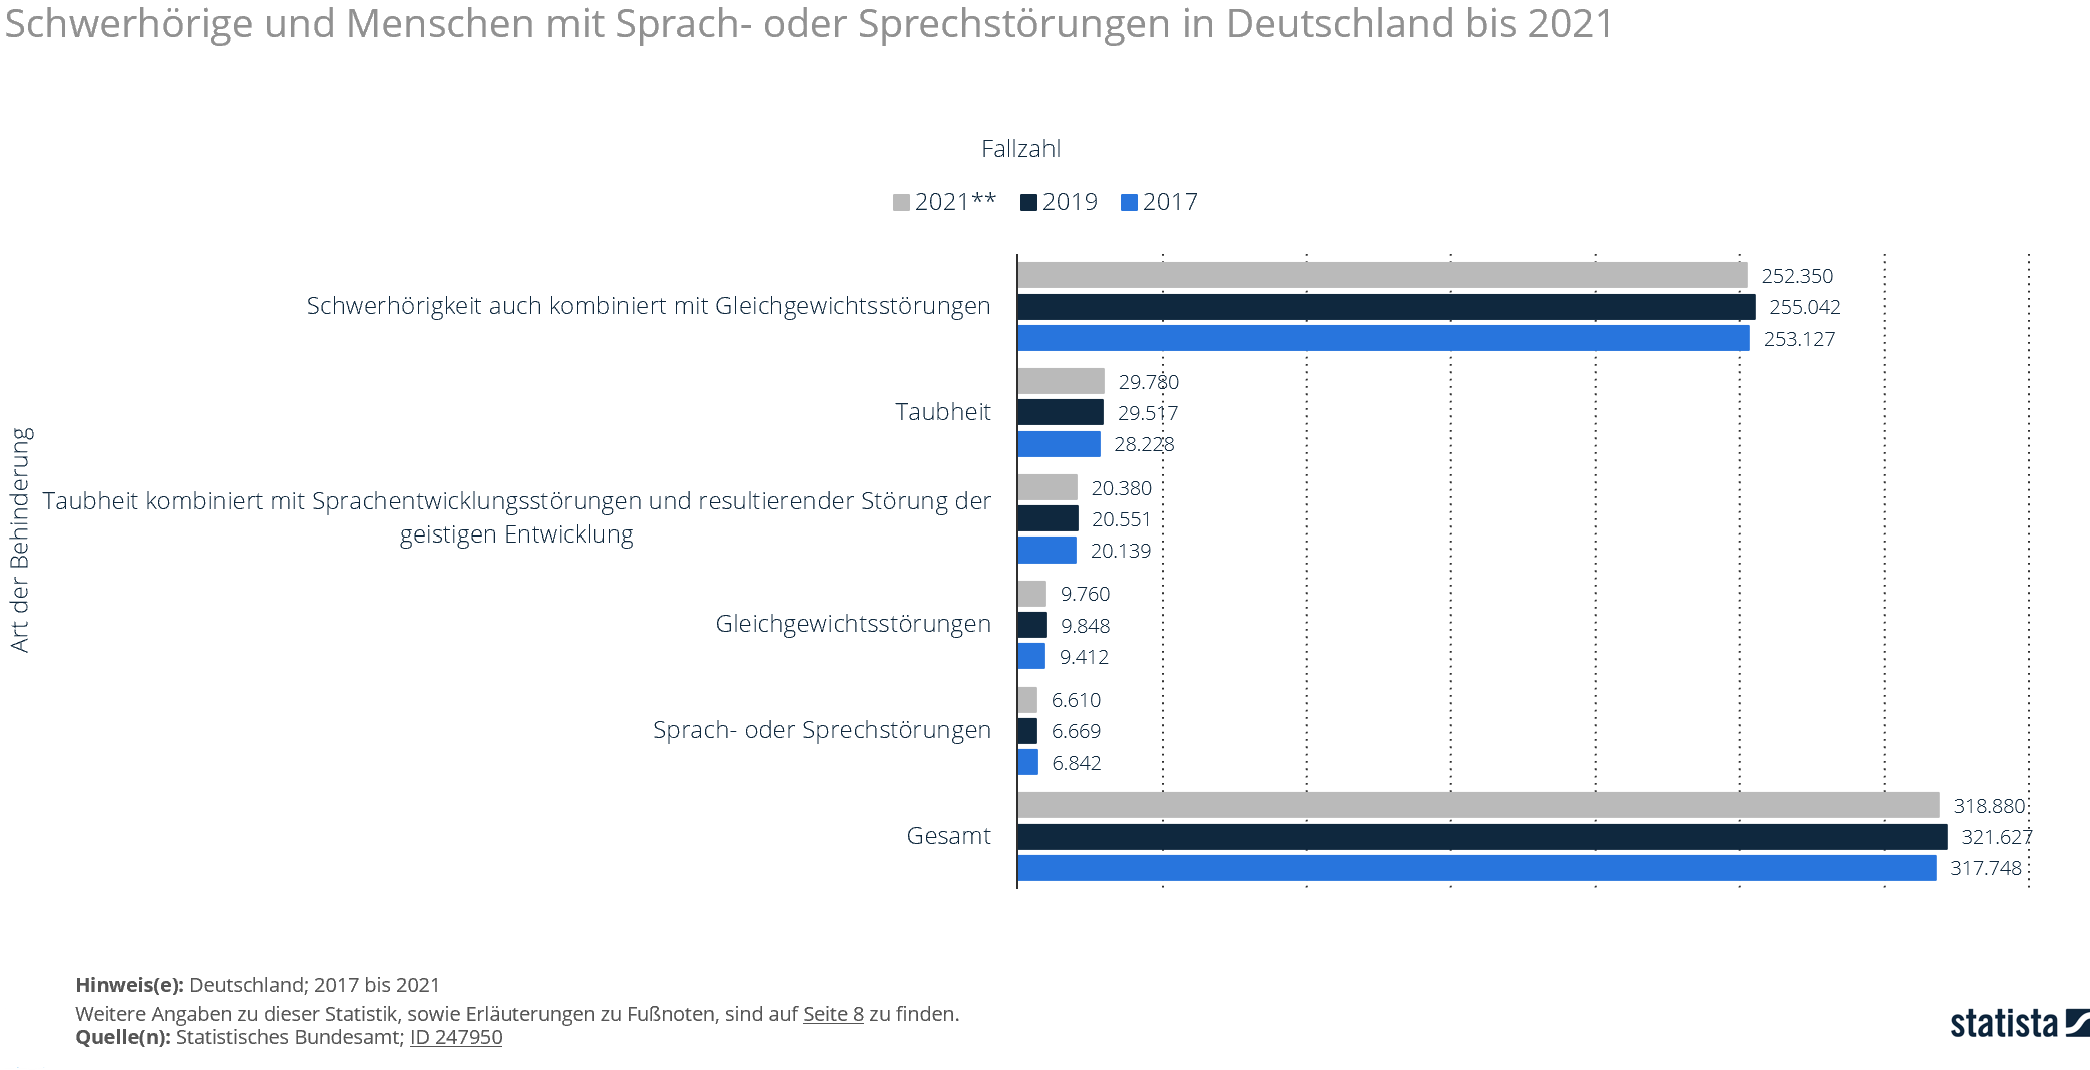 Schwerhörige und Menschen mit Sprach- oder Sprechstörungen in Deutschland bis 2021
Fallzahl
2021** 2019 2017
Art der Behinderung
Schwerhörigkeit auch kombiniert mit Gleichgewichtsstörungen
252.350
255.042
253.127
Taubheit
29.780
29.517
28.228
Taubheit kombiniert mit Sprachentwicklungsstörungen und resultierender Störung der
geistigen Entwicklung
20.380
20.551
20.139
Gleichgewichtsstörungen
9.760
9.848
9.412
Sprach- oder Sprechstörungen
6.610
6.669
6.842
Gesamt
318.880
321.627
317.748
Hinweis(e): Deutschland; 2017 bis 2021
Weitere Angaben zu dieser Statistik, sowie Erläuterungen zu Fußnoten, sind auf Seite 8 zu finden.
Quelle(n): Statistisches Bundesamt; ID 247950
statista